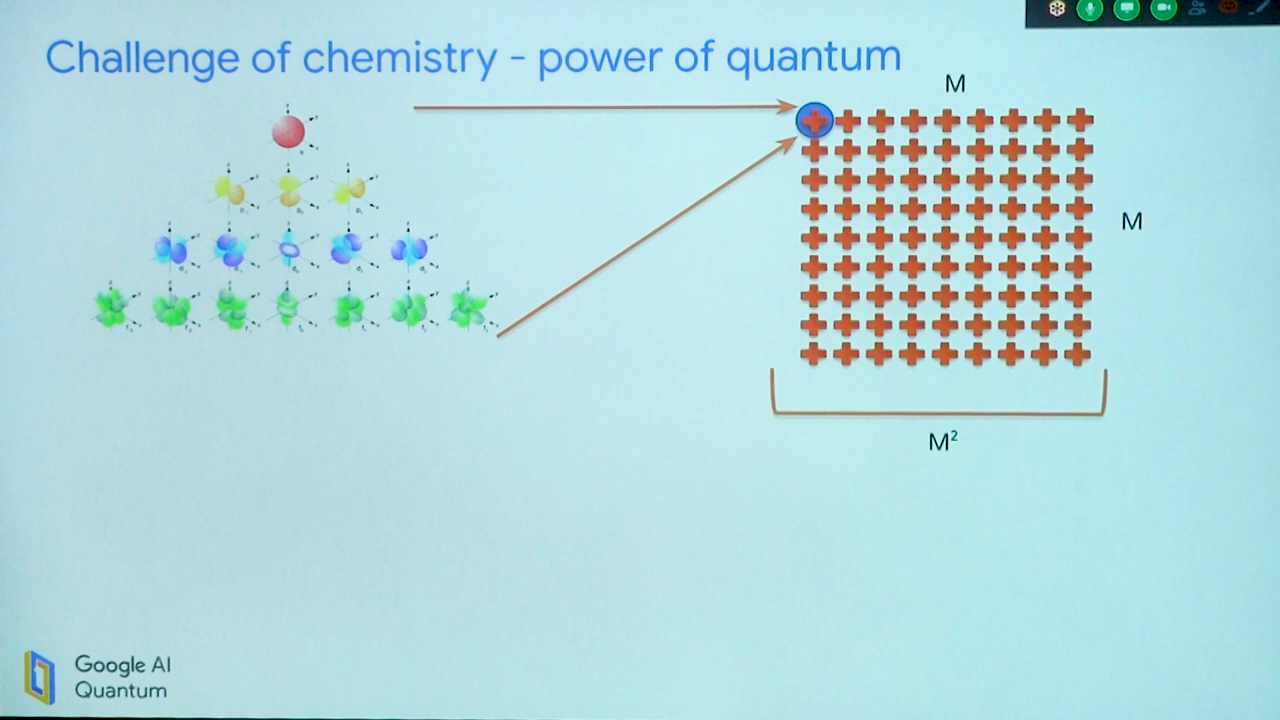 Challenge of chemistry - power of quantum
M
M
M²
Google AI
Quantum